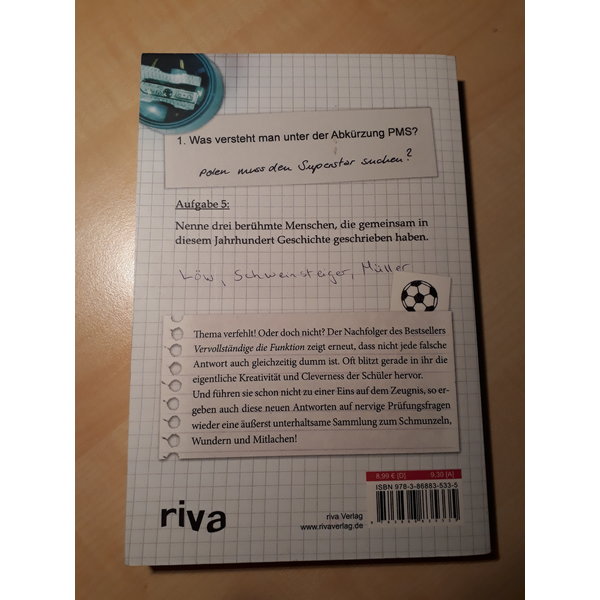 1. Was versteht man unter der Abkürzung PMS?
Polen muss den Superstar suchen?
Aufgabe 5:
Nenne drei berühmte Menschen, die gemeinsam in
diesem Jahrhundert Geschichte geschrieben haben.
Löw, Schweinsteiger, Müller
Thema verfehlt! Oder doch nicht? Der Nachfolger des Bestsellers
Vervollständige die Funktion zeigt erneut, dass nicht jede falsche
Antwort auch gleichzeitig dumm ist. Oft blitzt gerade in ihr die
eigentliche Kreativität und Cleverness der Schüler hervor.
Und führen sie schon nicht zu einer Eins auf dem Zeugnis, so er-
geben auch diese neuen Antworten auf nervige Prüfungsfragen
wieder eine äußerst unterhaltsame Sammlung zum Schmunzeln,
Wundern und Mitlachen!
8,99 € [D] 9,30 [A]
ISBN 978-3-86883-533-5
riva
riva Verlag
www.rivaverlag.de